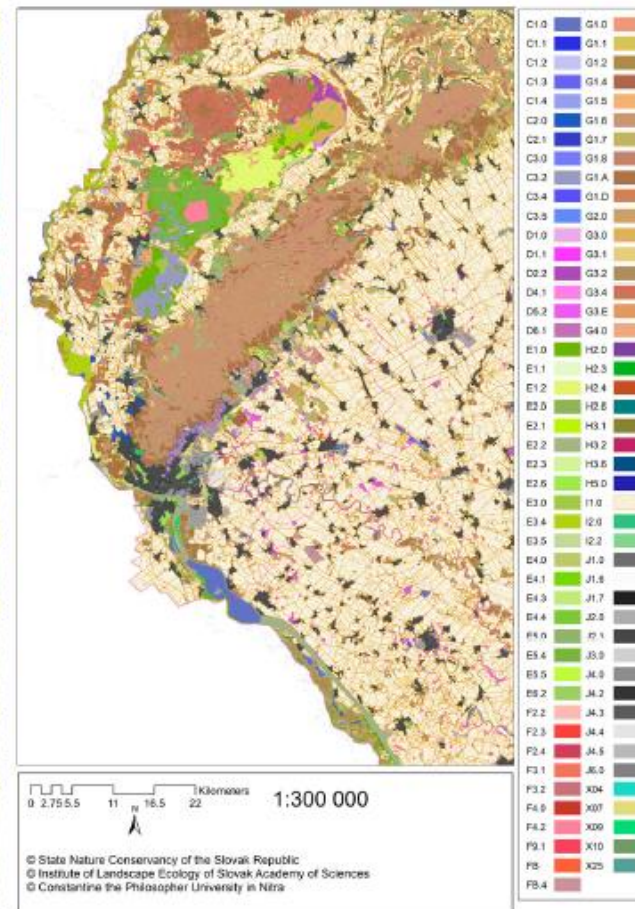 C1.0 G1.0
C1.1 G1.1
C1.2 G1.2
C1.3 G1.4
C1.4 G1.5
C2.0 G1.6
C2.1 G1.7
C3.0 G1.8
C3.2 G1.A
C3.4 G1.D
C3.5 G2.0
D1.0 G3.0
D1.1 G3.1
D2.2 G3.2
D4.1 G3.4
D5.2 G3.E
D6.1 G4.0
E1.0 H2.0
E1.1 H2.3
E1.2 H2.4
E2.0 H2.6
E2.1 H3.1
E2.2 H3.2
E2.3 H3.6
E2.6 H5.0
E3.0 I1.0
E3.4 I2.0
E3.5 I2.2
E4.0 J1.0
E4.1 J1.6
E4.3 J1.7
E4.4 J2.0
E5.0 J2.1
E5.4 J3.0
E5.5 J4.0
E6.2 J4.2
F2.2 J4.3
F2.3 J4.4
F2.4 J4.5
F3.1 J6.0
F3.2 X04
F4.0 X07
F4.2 X09
F9.1 X10
FB X25
FB.4
Kilometers
0 2.75 5.5 11 16.5 22
1:300 000
N
© State Nature Conservancy of the Slovak Republic
© Institute of Landscape Ecology of Slovak Academy of Sciences
© Constantine the Philosopher University in Nitra